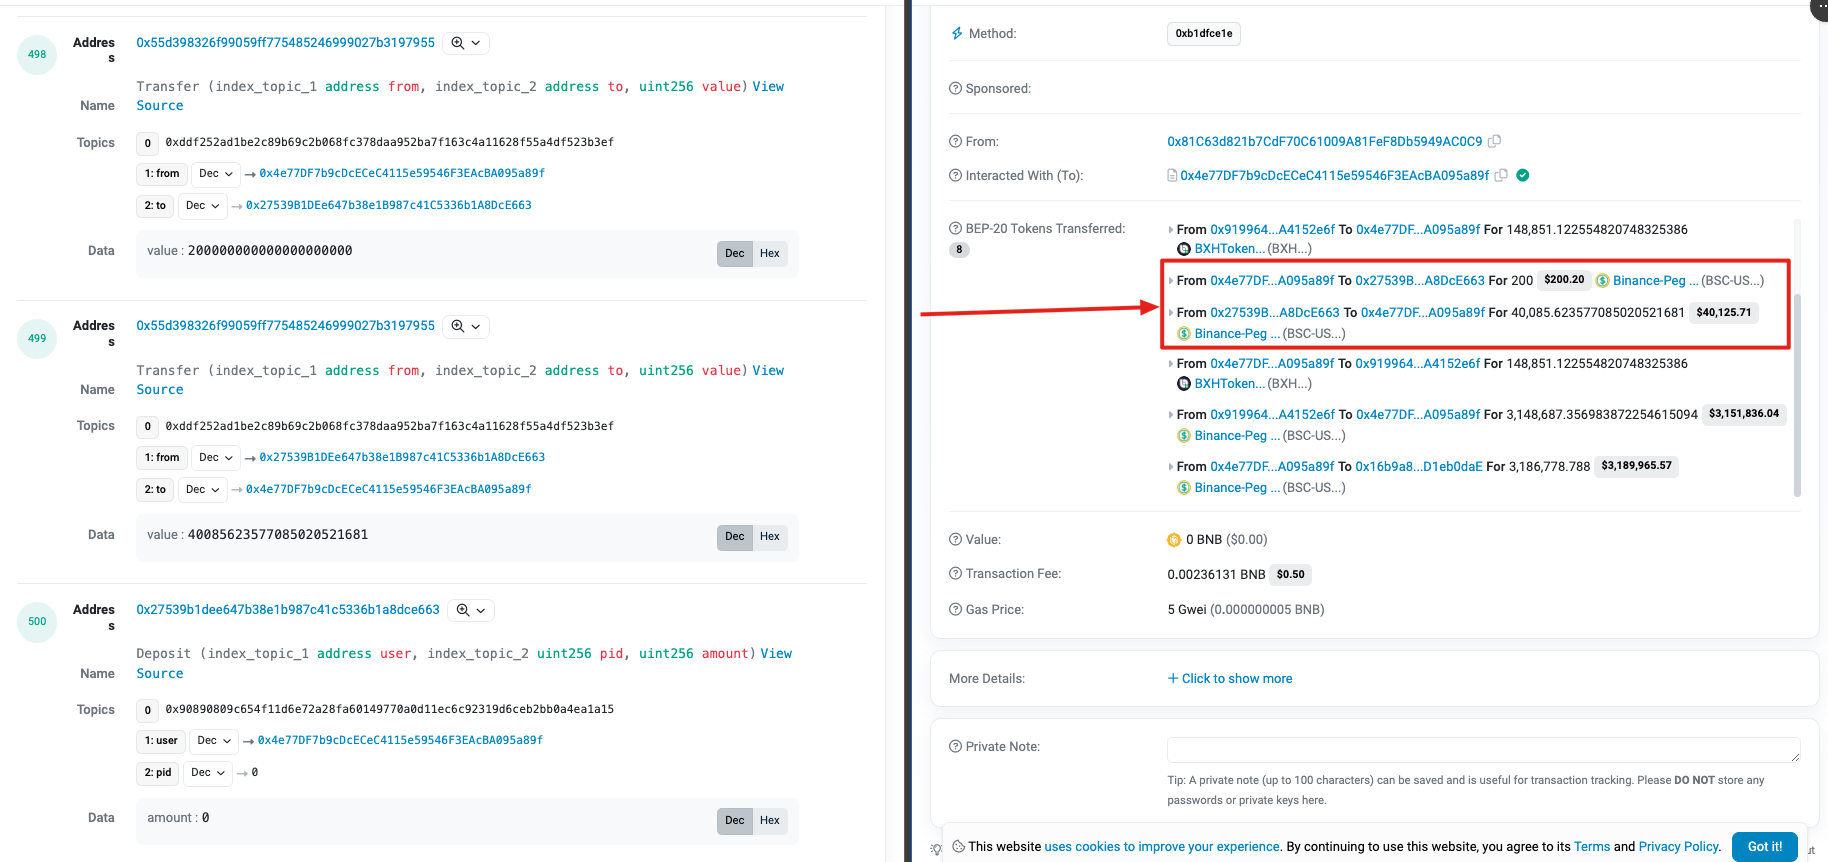 498
Addres
s
0x55d398326f99059ff775485246999027b3197955
Transfer (index_topic_1 address from, index_topic_2 address to, uint256 value) View
Name
Source
Topics
0 0xddf252ad1be2c89b69c2b068fc378daa952ba7f163c4a11628f55a4df523b3ef
1: from Dec → 0x4e77DF7b9cDcECeC4115e59546F3EAcBA095a89f
2: to Dec → 0x27539B1DEe647b38e1B987c41C5336b1A8DcE663
Data
value : 200000000000000000000
Dec Hex
499
Addres
s
0x55d398326f99059ff775485246999027b3197955
Transfer (index_topic_1 address from, index_topic_2 address to, uint256 value) View
Name
Source
Topics
0 0xddf252ad1be2c89b69c2b068fc378daa952ba7f163c4a11628f55a4df523b3ef
1: from Dec → 0x27539B1DEe647b38e1B987c41C5336b1A8DcE663
2: to Dec → 0x4e77DF7b9cDcECeC4115e59546F3EAcBA095a89f
Data
value : 40085623577085020521681
Dec Hex
500
Addres
s
0x27539b1dee647b38e1b987c41c5336b1a8dce663
Deposit (index_topic_1 address user, index_topic_2 uint256 pid, uint256 amount) View
Name
Source
Topics
0 0x90890809c654f11d6e72a28fa60149770a0d11ec6c92319d6ceb2bb0a4ea1a15
1: user Dec → 0x4e77DF7b9cDcECeC4115e59546F3EAcBA095a89f
2: pid Dec → 0
Data
amount : 0
Dec Hex
Method: 0xb1dfce1e
Sponsored:
From: 0x81C63d821b7CdF70C61009A81FeF8Db5949AC0C9
Interacted With (To): 0x4e77DF7b9cDcECeC4115e59546F3EAcBA095a89f
BEP-20 Tokens Transferred:
8
From 0x919964...A4152e6f To 0x4e77DF...A095a89f For 148,851.122554820748325386
BXHToken... (BXH...)
From 0x4e77DF...A095a89f To 0x27539B...A8DcE663 For 200 $200.20 Binance-Peg ... (BSC-US...)
From 0x27539B...A8DcE663 To 0x4e77DF...A095a89f For 40,085.623577085020521681 $40,125.71
Binance-Peg ... (BSC-US...)
From 0x4e77DF...A095a89f To 0x919964...A4152e6f For 148,851.122554820748325386
BXHToken... (BXH...)
From 0x919964...A4152e6f To 0x4e77DF...A095a89f For 3,148,687.356983872254615094 $3,151,836.04
Binance-Peg ... (BSC-US...)
From 0x4e77DF...A095a89f To 0x16b9a8...D1eb0daE For 3,186,778.788 $3,189,965.57
Binance-Peg ... (BSC-US...)
Value: 0 BNB ($0.00)
Transaction Fee: 0.00236131 BNB $0.50
Gas Price: 5 Gwei (0.000000005 BNB)
More Details: + Click to show more
Private Note:
Tip: A private note (up to 100 characters) can be saved and is useful for transaction tracking. Please DO NOT store any
passwords or private keys here.
This website uses cookies to improve your experience. By continuing to use this website, you agree to its Terms and Privacy Policy. Got it!